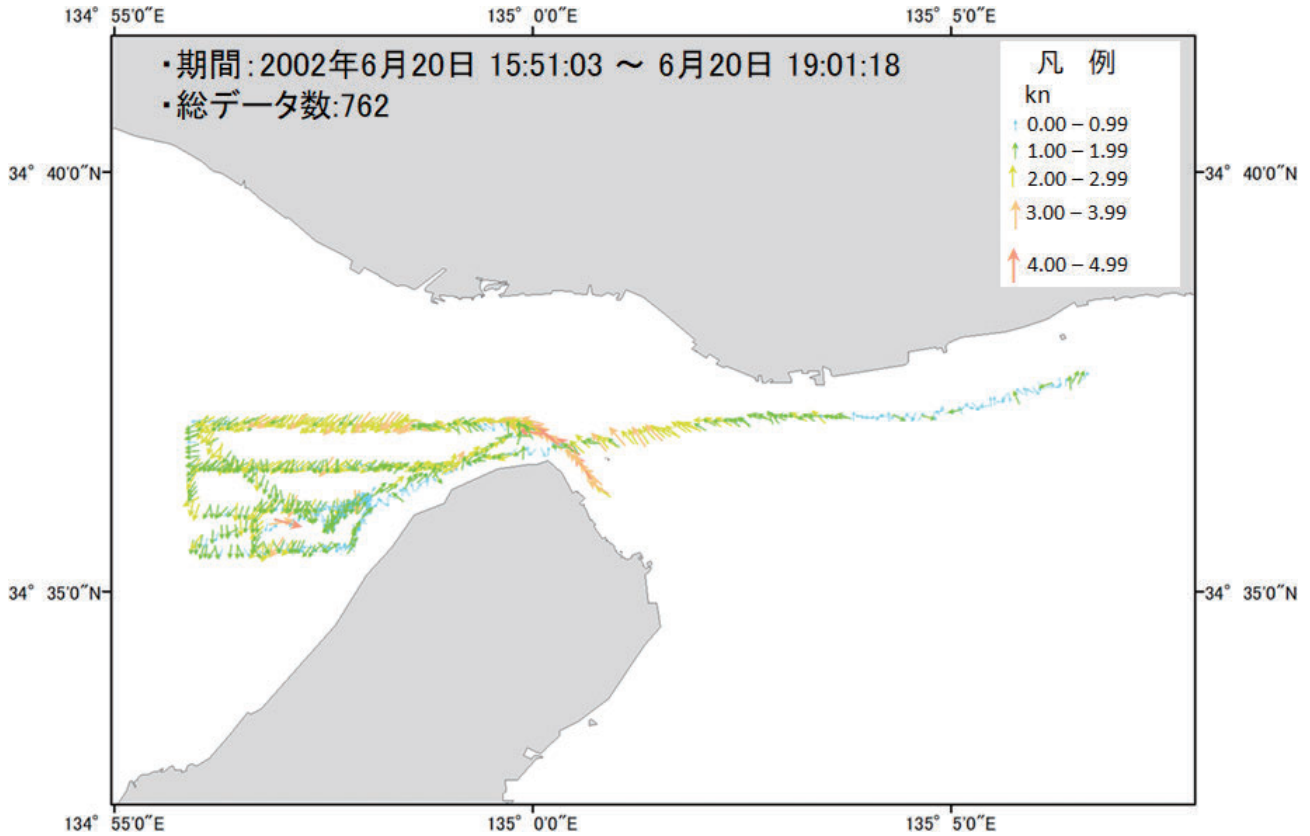 134° 55'0"E
135° 0'0"E
135° 5'0"E
・期間:2002年6月20日 15:51:03 ～ 6月20日 19:01:18
・総データ数:762
凡 例
kn
0.00 – 0.99
1.00 – 1.99
2.00 – 2.99
3.00 – 3.99
4.00 – 4.99
34° 40'0"N
34° 40'0"N
34° 35'0"N
34° 35'0"N
134° 55'0"E
135° 0'0"E
135° 5'0"E